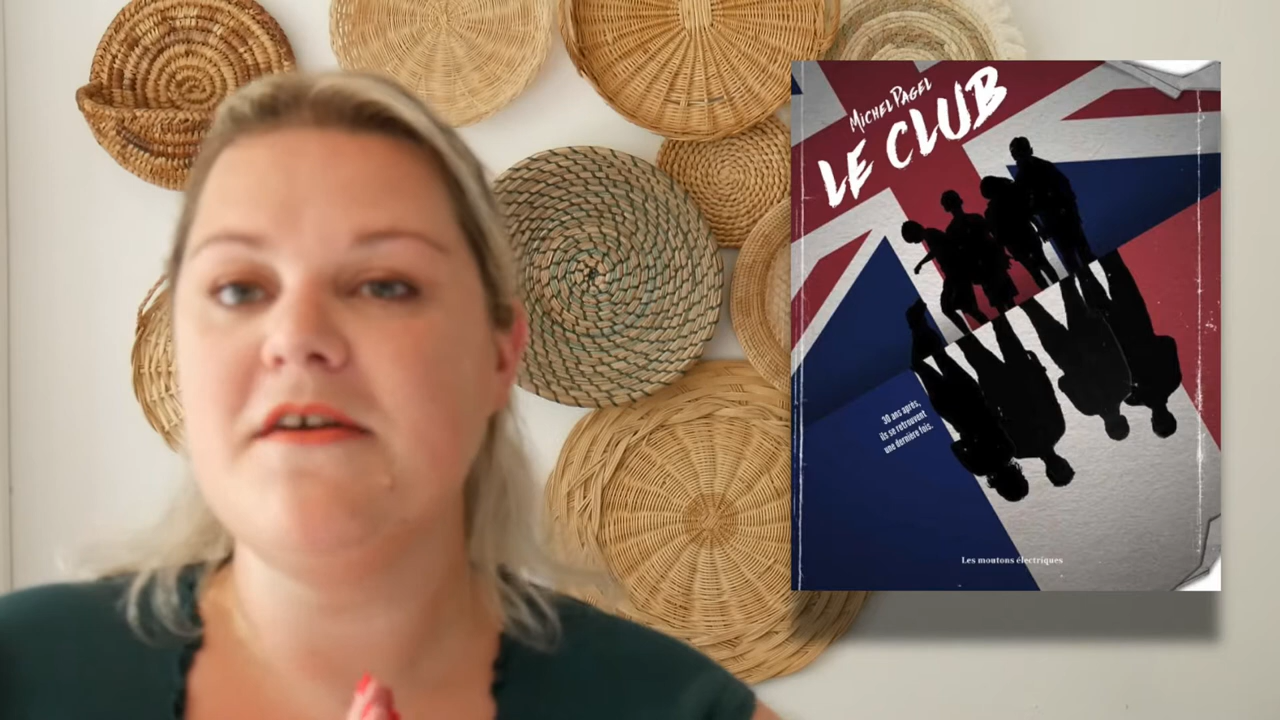 MICHEL PAGEL
LE CLUB
30 ans après,
ils se retrouvent
une dernière fois.
Les moutons électriques